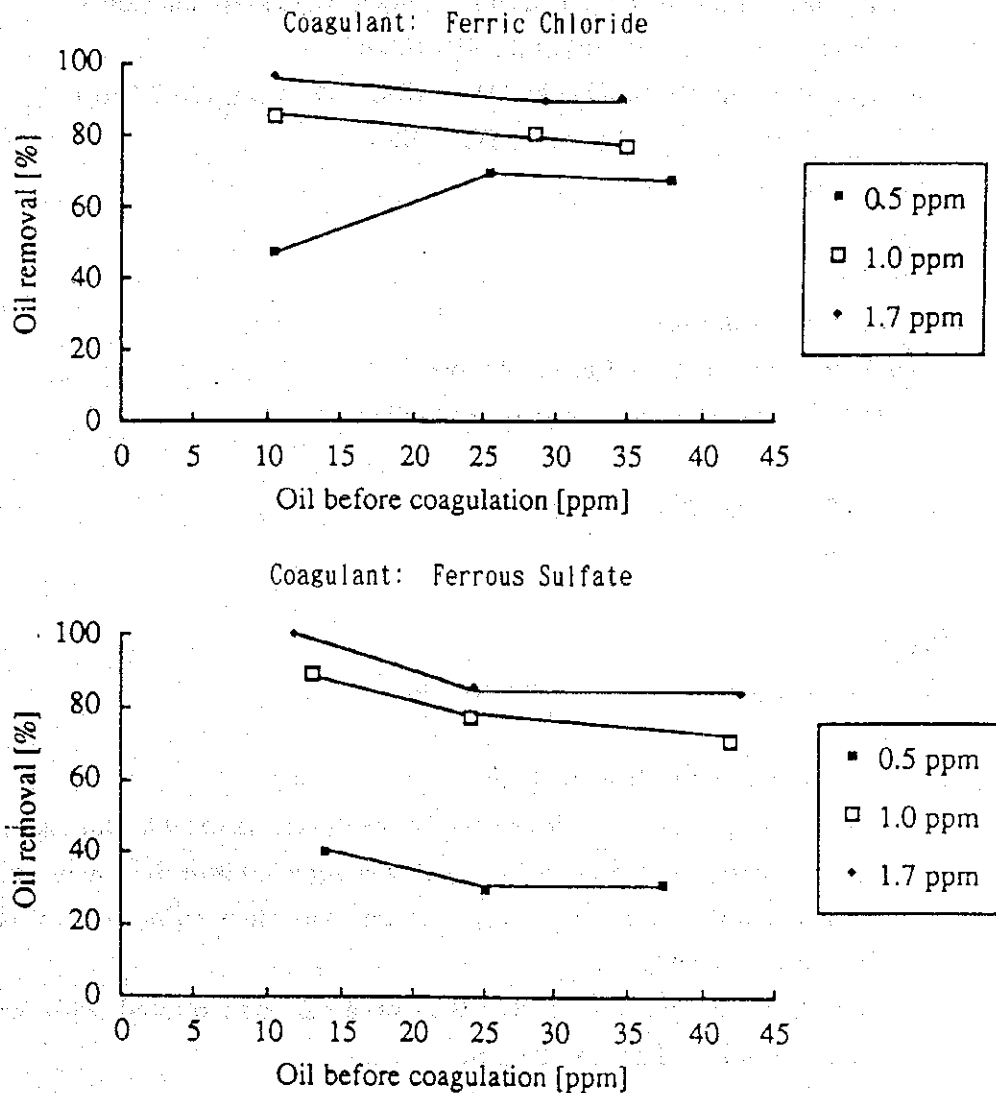 Coagulant: Ferric Chloride
Oil removal [%]
100
80
60
40
20
0
0 5 10 15 20 25 30 35 40 45
Oil before coagulation [ppm]
0.5 ppm
1.0 ppm
1.7 ppm
Coagulant: Ferrous Sulfate
Oil removal [%]
100
80
60
40
20
0
0 5 10 15 20 25 30 35 40 45
Oil before coagulation [ppm]
0.5 ppm
1.0 ppm
1.7 ppm